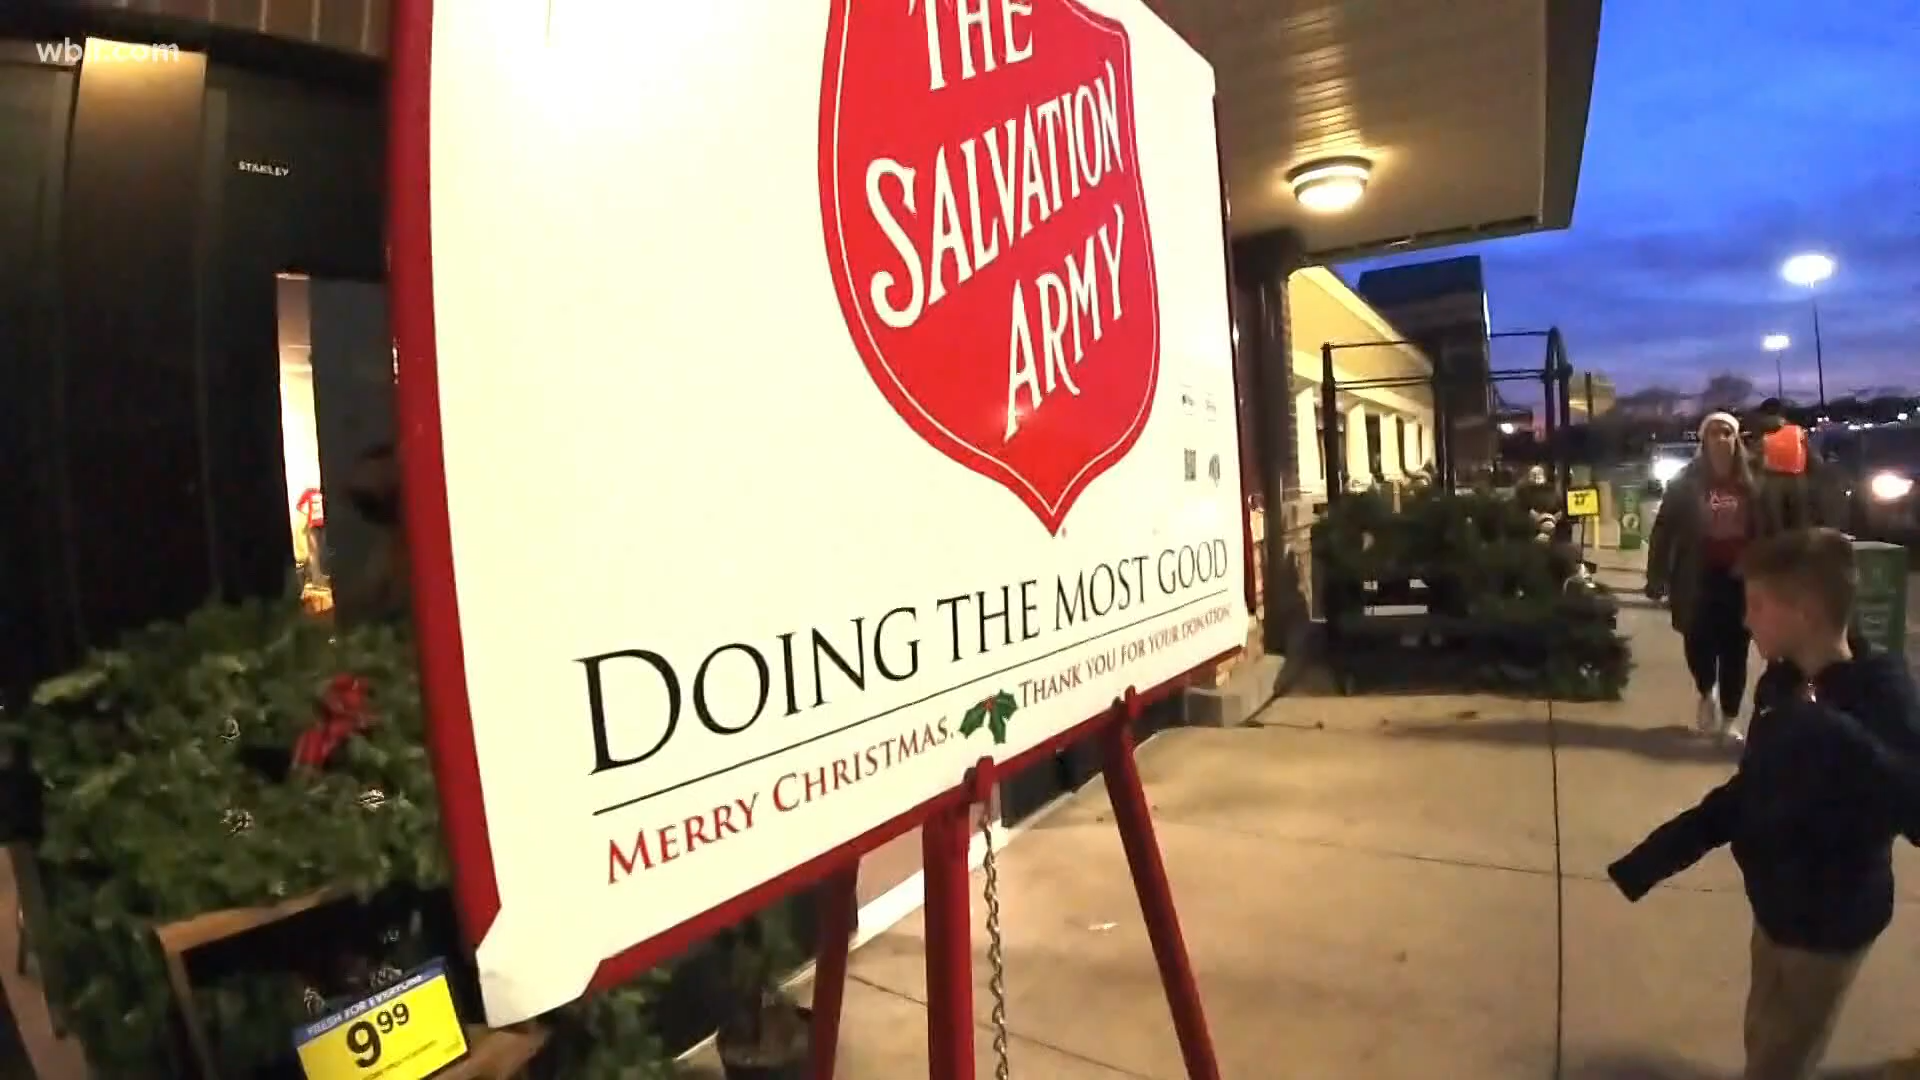 wbir.com
STANLEY
THE
SALVATION
ARMY
DOING THE MOST GOOD
MERRY CHRISTMAS. THANK YOU FOR YOUR DONATION!
FRESH FOR EVERYONE
9.99